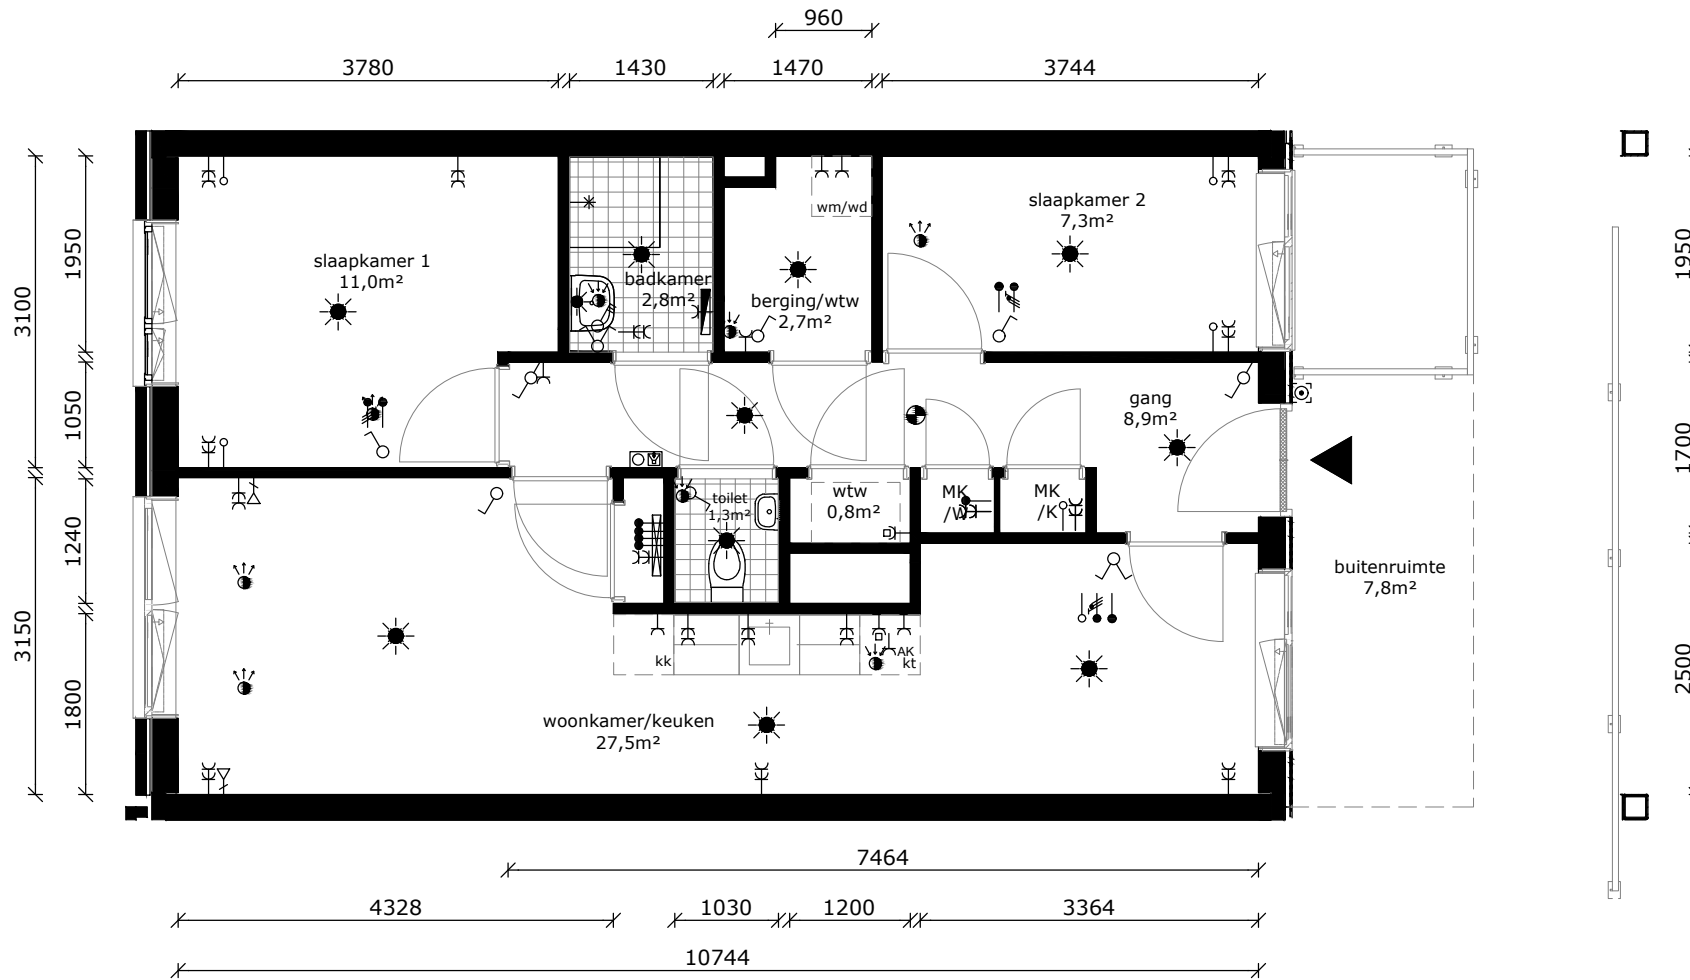 960
3780
1430
1470
3744
wm/wd
slaapkamer 2
7,3m²
slaapkamer 1
11,0m²
badkamer
2,8m²
berging/wtw
2,7m²
1950
3100
1050
1240
3150
1800
1950
1700
2500
gang
8,9m²
toilet
1,3m²
wtw
0,8m²
MK
/W
MK
/K
buitenruimte
7,8m²
kk
AK
kt
woonkamer/keuken
27,5m²
7464
4328
1030
1200
3364
10744